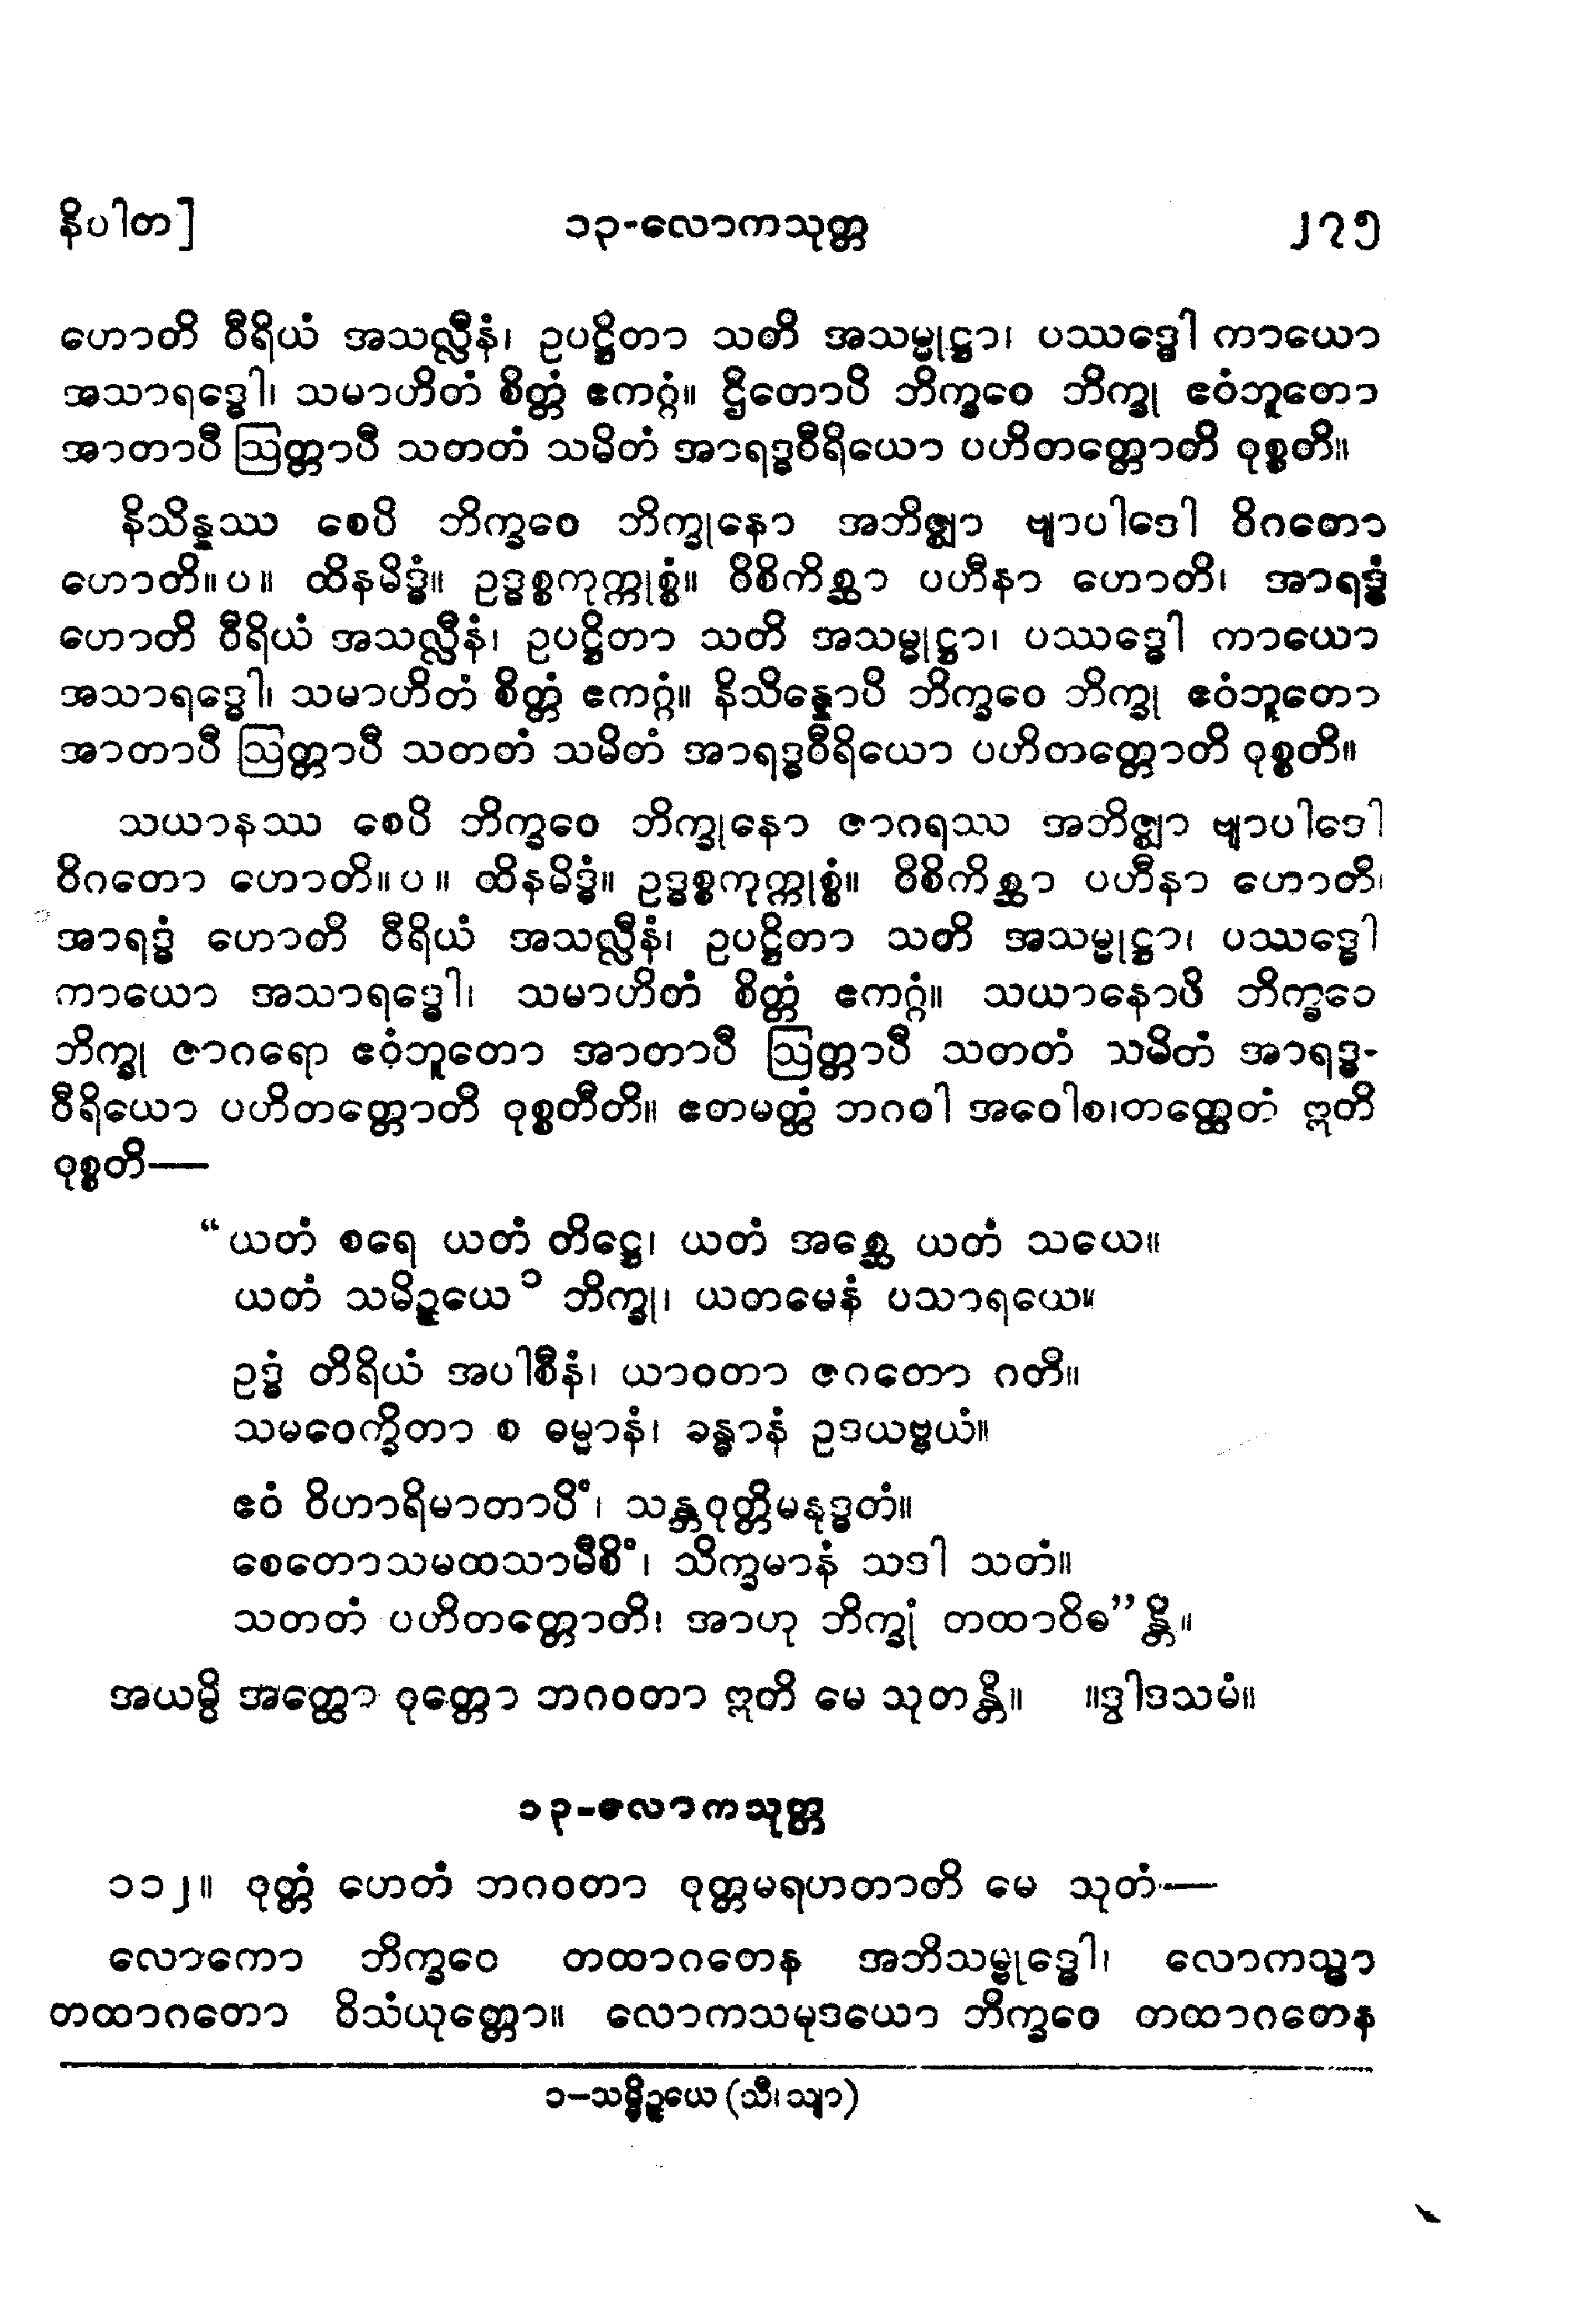 နိပါတ] ၁၃-လောကသုတ္တ ၂၇၅
ဟောတိ ဝီရိယံ အသလ္လီနံ၊ ဥပဋ္ဌိတာ သတိ အသမ္မုဋ္ဌာ၊ ပဿဒ္ဓေါ ကာယော
အသာရဒ္ဓေါ၊ သမာဟိတံ စိတ္တံ ဧကဂ္ဂံ။ ဌိတောပိ ဘိက္ခဝေ ဘိက္ခု ဧဝံဘူတော
အာတာပီ ဩတ္တာပီ သတတံ သမိတံ အာရဒ္ဓဝီရိယော ပဟိတတ္တောတိ ဝုစ္စတိ။
နိသိန္နဿ စေပိ ဘိက္ခဝေ ဘိက္ခုနော အဘိဇ္ဈာ ဗျာပါဒေါ ဝိဂတော
ဟောတိ။ပ။ ထိနမိဒ္ဓံ။ ဥဒ္ဓစ္စကုက္ကုစ္စံ။ ဝိစိကိစ္ဆာ ပဟီနာ ဟောတိ၊ အာရဒ္ဓံ
ဟောတိ ဝီရိယံ အသလ္လီနံ၊ ဥပဋ္ဌိတာ သတိ အသမ္မုဋ္ဌာ၊ ပဿဒ္ဓေါ ကာယော
အသာရဒ္ဓေါ၊ သမာဟိတံ စိတ္တံ ဧကဂ္ဂံ။ နိသိန္နောပိ ဘိက္ခဝေ ဘိက္ခု ဧဝံဘူတော
အာတာပီ ဩတ္တာပီ သတတံ သမိတံ အာရဒ္ဓဝီရိယော ပဟိတတ္တောတိ ဝုစ္စတိ။
သယာနဿ စေပိ ဘိက္ခဝေ ဘိက္ခုနော ဇာဂရဿ အဘိဇ္ဈာ ဗျာပါဒေါ
ဝိဂတော ဟောတိ။ပ။ ထိနမိဒ္ဓံ။ ဥဒ္ဓစ္စကုက္ကုစ္စံ။ ဝိစိကိစ္ဆာ ပဟီနာ ဟောတိ၊
အာရဒ္ဓံ ဟောတိ ဝီရိယံ အသလ္လီနံ၊ ဥပဋ္ဌိတာ သတိ အသမ္မုဋ္ဌာ၊ ပဿဒ္ဓေါ
ကာယော အသာရဒ္ဓေါ၊ သမာဟိတံ စိတ္တံ ဧကဂ္ဂံ။ သယာနောပိ ဘိက္ခဝေ
ဘိက္ခု ဇာဂရော ဧဝံဘူတော အာတာပီ ဩတ္တာပီ သတတံ သမိတံ အာရဒ္ဓ-
ဝီရိယော ပဟိတတ္တောတိ ဝုစ္စတီတိ။ ဧတမတ္ထံ ဘဂဝါ အဝေါစ၊တတ္ထေတံ ဣတိ
ဝုစ္စတိ—
“ယတံ စရေ ယတံ တိဋ္ဌေ၊ ယတံ အစ္ဆေ ယတံ သယေ။
ယတံ သမိဉ္ဇယေ ၁ ဘိက္ခု၊ ယတမေနံ ပသာရယေ။
ဥဒ္ဓံ တိရိယံ အပါစီနံ၊ ယာဝတာ ဇဂတော ဂတိ။
သမဝေက္ခိတာ စ ဓမ္မာနံ၊ ခန္ဓာနံ ဥဒယဗ္ဗယံ။
ဧဝံ ဝိဟာရိမာတာပိံ၊ သန္တဝုတ္တိမနုဒ္ဓတံ။
စေတောသမထသာမီစိံ၊ သိက္ခမာနံ သဒါ သတံ။
သတတံ ပဟိတတ္တောတိ၊ အာဟု ဘိက္ခုံ တထာဝိဓ”န္တိ။
အယမ္ပိ အတ္ထော ဝုတ္တော ဘဂဝတာ ဣတိ မေ သုတန္တိ။ ။ဒွါဒသမံ။
၁၃-လောကသုတ္တ
၁၁၂။ ဝုတ္တံ ဟေတံ ဘဂဝတာ ဝုတ္တမရဟတာတိ မေ သုတံ—
လောကော ဘိက္ခဝေ တထာဂတေန အဘိသမ္ဗုဒ္ဓေါ၊ လောကသ္မာ
တထာဂတော ဝိသံယုတ္တော။ လောကသမုဒယော ဘိက္ခဝေ တထာဂတေန
၁-သမ္မိဉ္ဇယေ (သီ၊ သျာ)